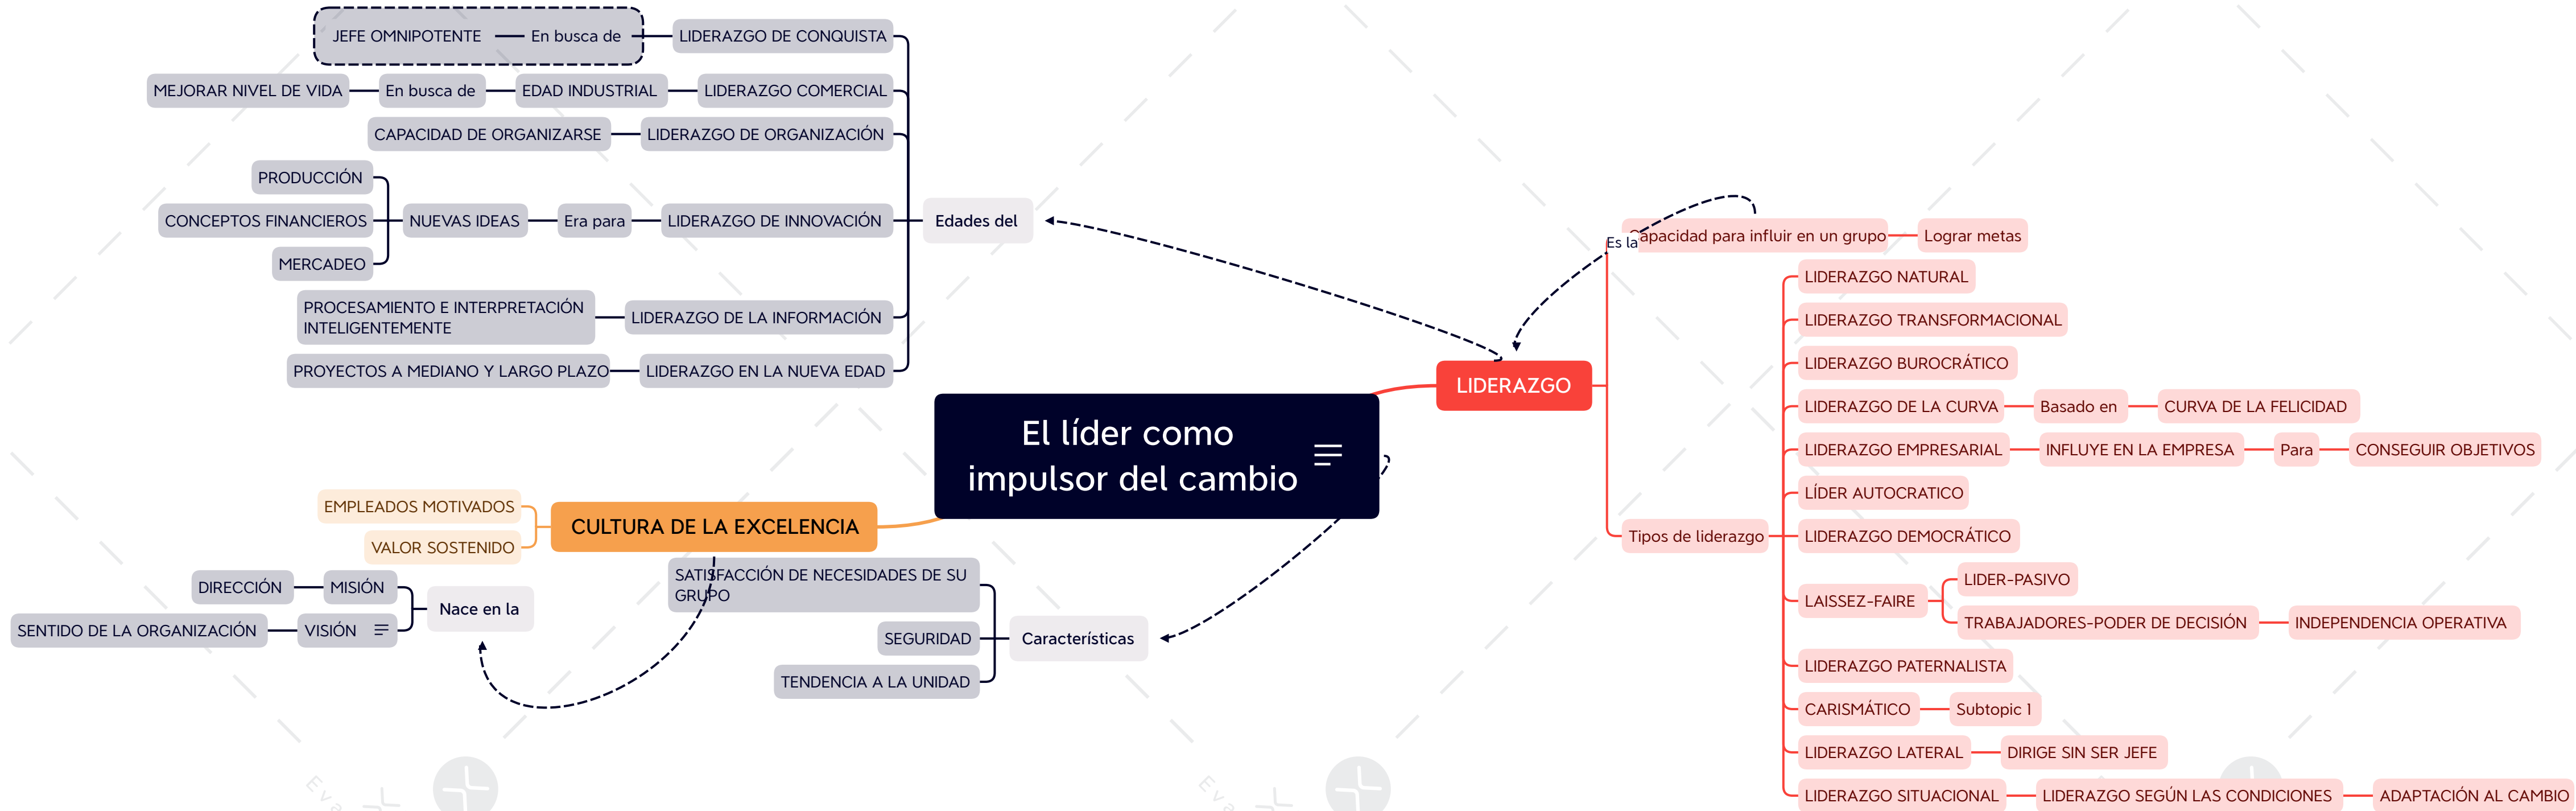 El líder como
impulsor del cambio
LIDERAZGO
Es la
Capacidad para influir en un grupo
Lograr metas
Tipos de liderazgo
LIDERAZGO NATURAL
LIDERAZGO TRANSFORMACIONAL
LIDERAZGO BUROCRÁTICO
LIDERAZGO DE LA CURVA
Basado en
CURVA DE LA FELICIDAD
LIDERAZGO EMPRESARIAL
INFLUYE EN LA EMPRESA
Para
CONSEGUIR OBJETIVOS
LÍDER AUTOCRATICO
LIDERAZGO DEMOCRÁTICO
LAISSEZ-FAIRE
LIDER-PASIVO
TRABAJADORES-PODER DE DECISIÓN
INDEPENDENCIA OPERATIVA
LIDERAZGO PATERNALISTA
CARISMÁTICO
Subtopic 1
LIDERAZGO LATERAL
DIRIGE SIN SER JEFE
LIDERAZGO SITUACIONAL
LIDERAZGO SEGÚN LAS CONDICIONES
ADAPTACIÓN AL CAMBIO
Edades del
LIDERAZGO DE CONQUISTA
En busca de
JEFE OMNIPOTENTE
LIDERAZGO COMERCIAL
EDAD INDUSTRIAL
En busca de
MEJORAR NIVEL DE VIDA
LIDERAZGO DE ORGANIZACIÓN
CAPACIDAD DE ORGANIZARSE
LIDERAZGO DE INNOVACIÓN
Era para
NUEVAS IDEAS
PRODUCCIÓN
CONCEPTOS FINANCIEROS
MERCADEO
LIDERAZGO DE LA INFORMACIÓN
PROCESAMIENTO E INTERPRETACIÓN
INTELIGENTEMENTE
LIDERAZGO EN LA NUEVA EDAD
PROYECTOS A MEDIANO Y LARGO PLAZO
CULTURA DE LA EXCELENCIA
EMPLEADOS MOTIVADOS
VALOR SOSTENIDO
Nace en la
MISIÓN
DIRECCIÓN
VISIÓN
SENTIDO DE LA ORGANIZACIÓN
Características
SATISFACCIÓN DE NECESIDADES DE SU
GRUPO
SEGURIDAD
TENDENCIA A LA UNIDAD